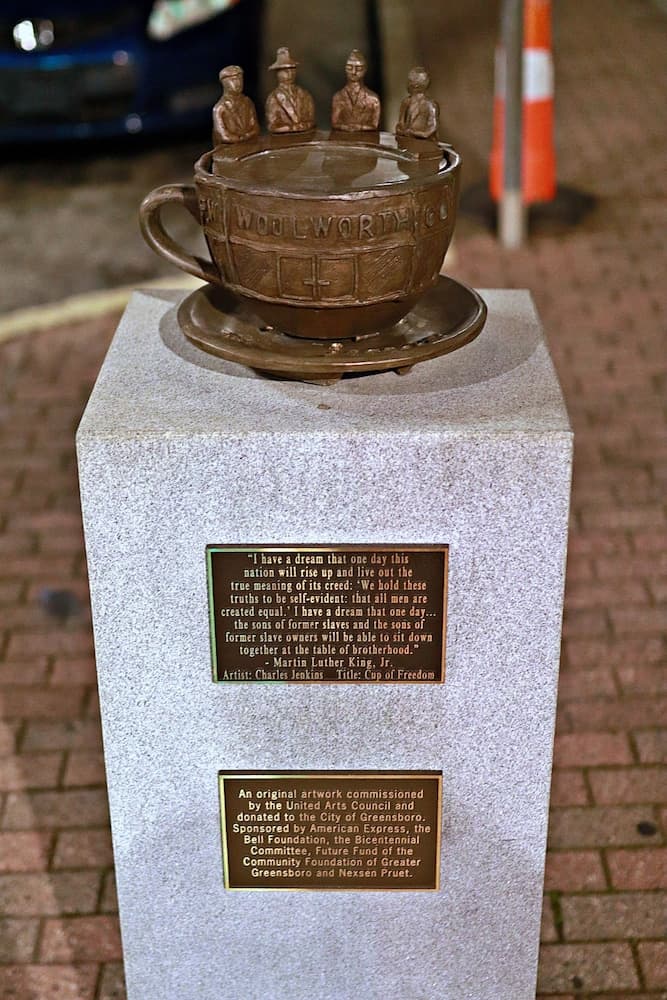 F.W. WOOLWORTH CO
"I have a dream that one day this
nation will rise up and live out the
true meaning of its creed: 'We hold these
truths to be self-evident: that all men are
created equal.' I have a dream that one day...
the sons of former slaves and the sons of
former slave owners will be able to sit down
together at the table of brotherhood."
- Martin Luther King, Jr.
Artist: Charles Jenkins Title: Cup of Freedom
An original artwork commissioned
by the United Arts Council and
donated to the City of Greensboro.
Sponsored by American Express, the
Bell Foundation, the Bicentennial
Committee, Future Fund of the
Community Foundation of Greater
Greensboro and Nexsen Pruet.